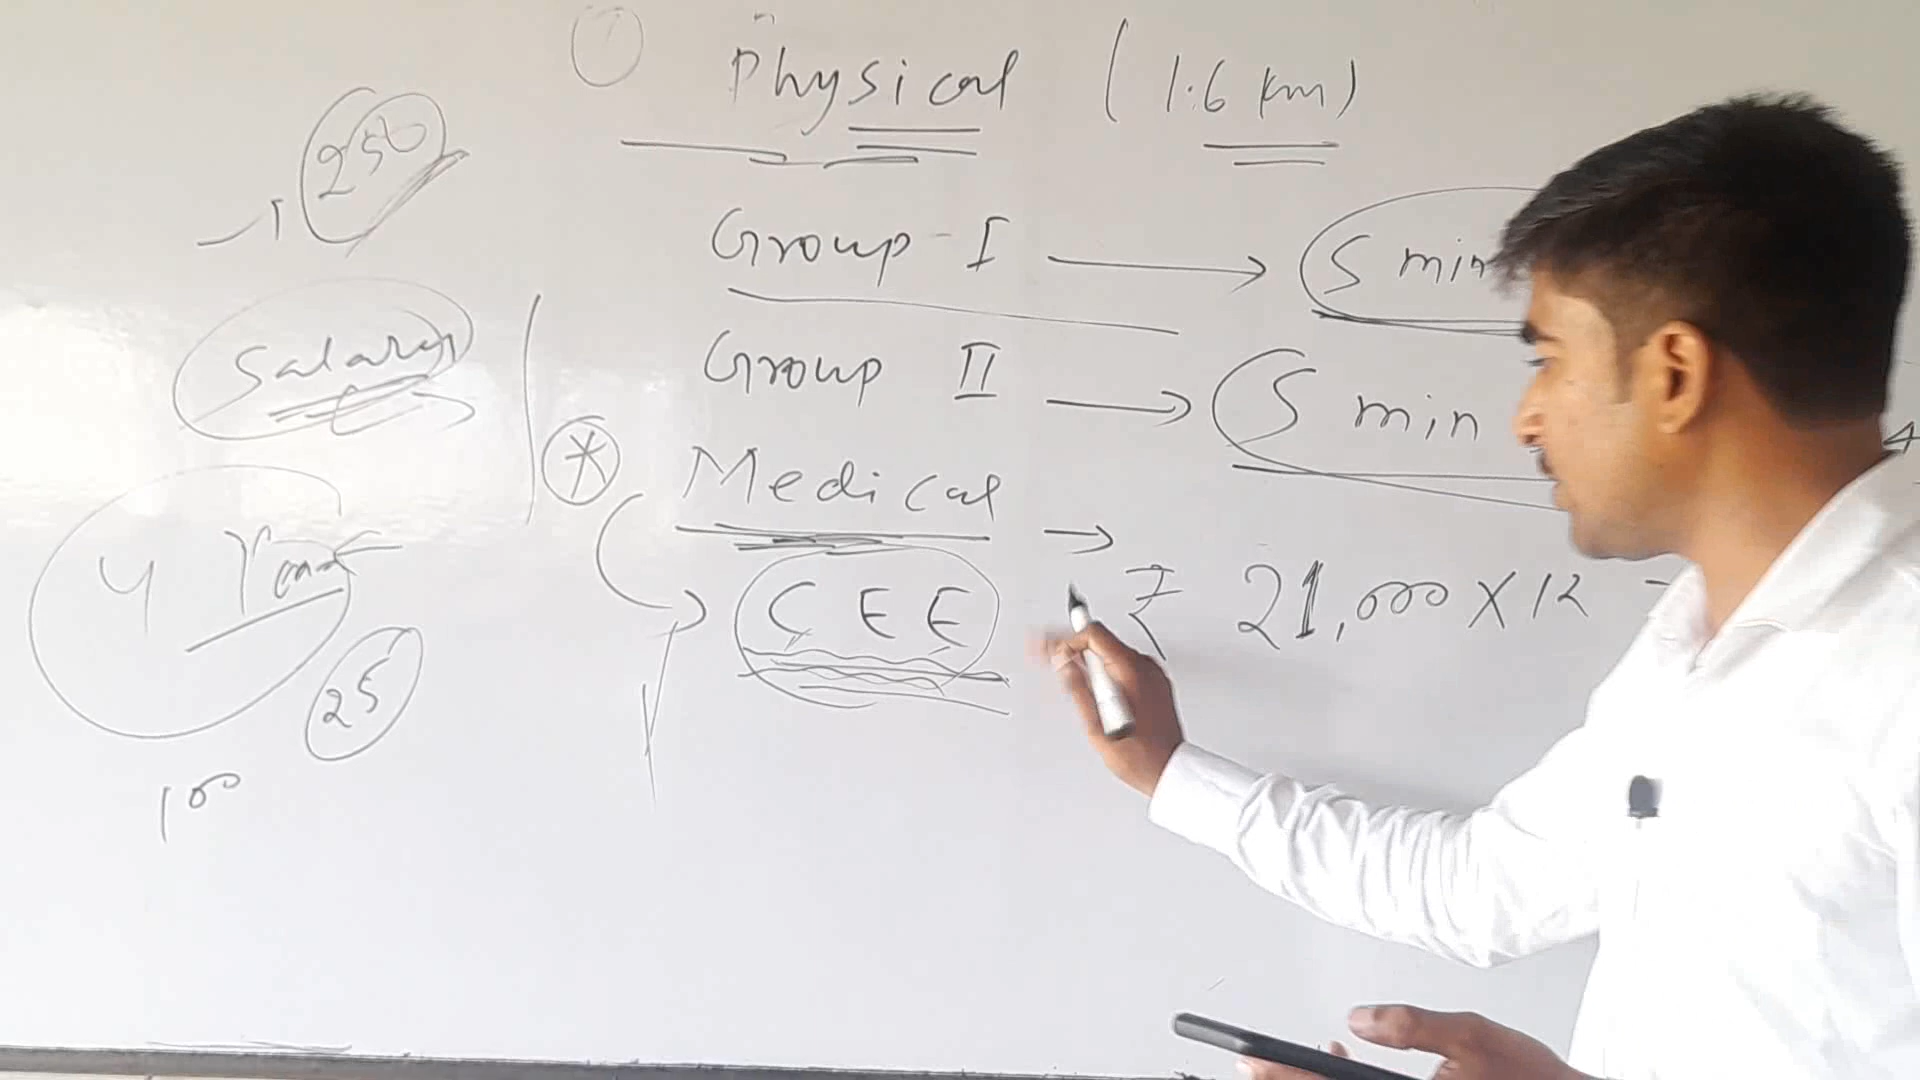 Physical (1.6 km)
250
Group-I → 5 min
Salary
Group II → 5 min
* Medical →
4 Year
CEE
₹ 21,000 X 12
25
100